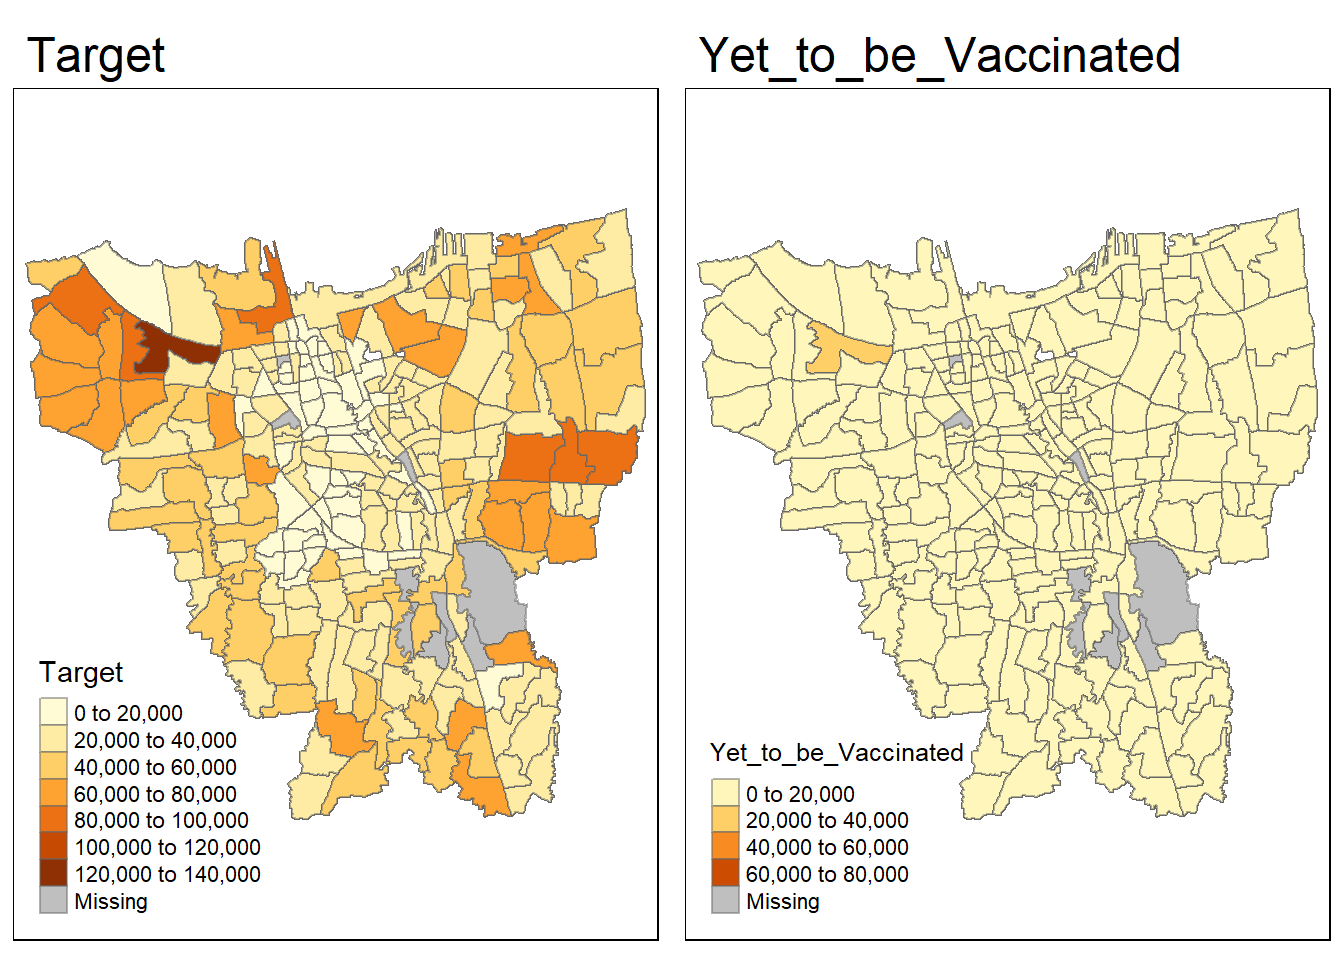 Target
Yet_to_be_Vaccinated
Target
0 to 20,000
20,000 to 40,000
40,000 to 60,000
60,000 to 80,000
80,000 to 100,000
100,000 to 120,000
120,000 to 140,000
Missing
Yet_to_be_Vaccinated
0 to 20,000
20,000 to 40,000
40,000 to 60,000
60,000 to 80,000
Missing